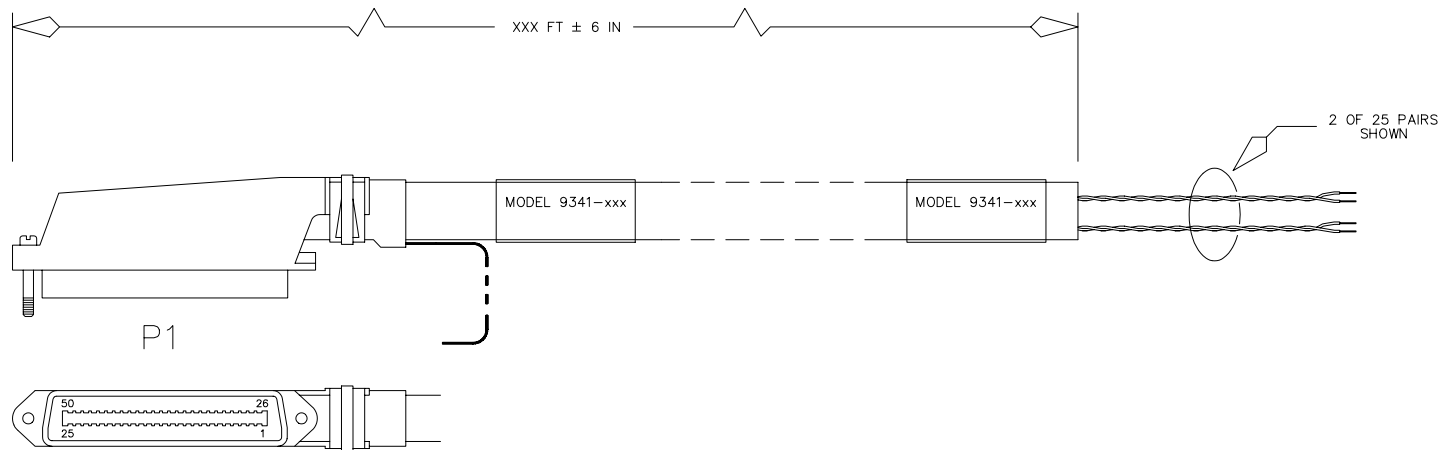 XXX FT ± 6 IN
2 OF 25 PAIRS
SHOWN
MODEL 9341-xxx
MODEL 9341-xxx
P1
50 26
25 1